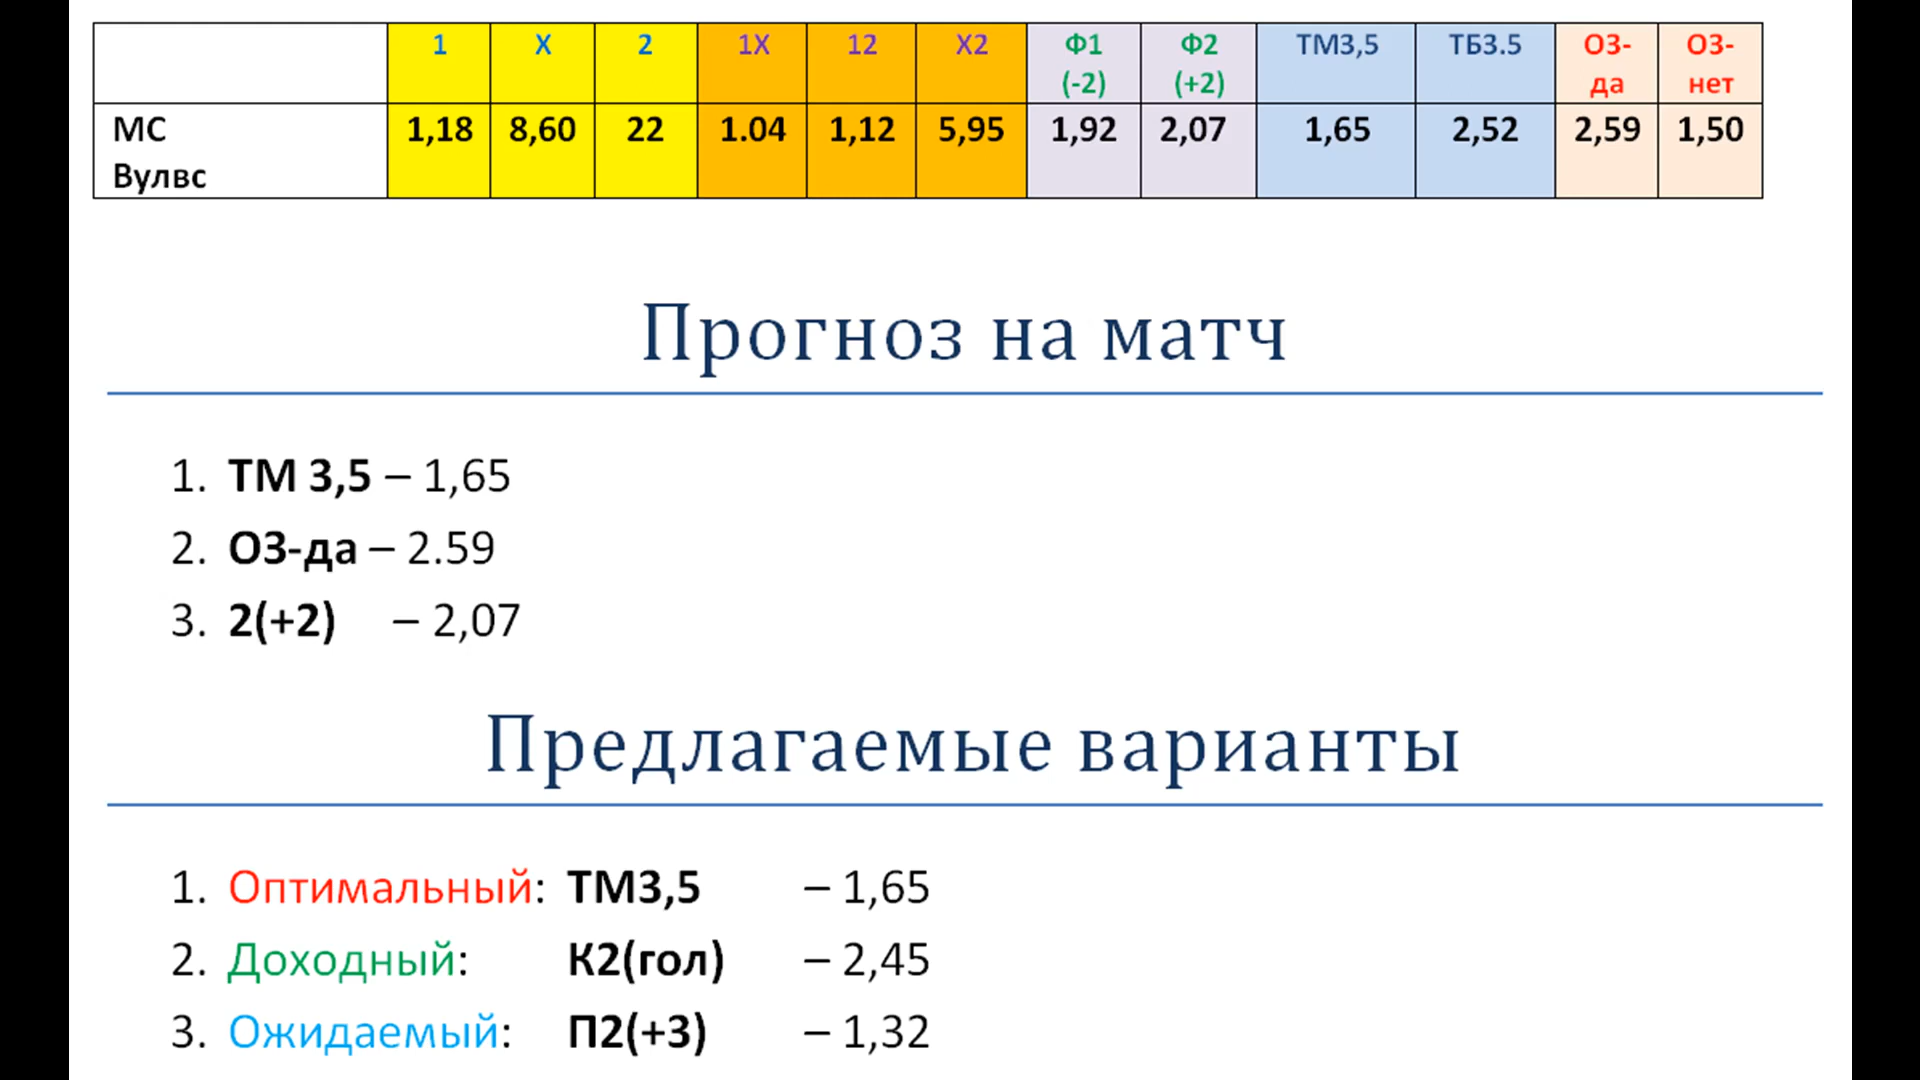 1 X 2 1X 12 X2 Ф1 Ф2 ТМ3,5 ТБ3.5 ОЗ- ОЗ-
(-2) (+2) да нет
МС 1,18 8,60 22 1.04 1,12 5,95 1,92 2,07 1,65 2,52 2,59 1,50
Вулвс
Прогноз на матч
1. ТМ 3,5 – 1,65
2. ОЗ-да – 2.59
3. 2(+2) – 2,07
Предлагаемые варианты
1. Оптимальный: ТМ3,5 – 1,65
2. Доходный: К2(гол) – 2,45
3. Ожидаемый: П2(+3) – 1,32